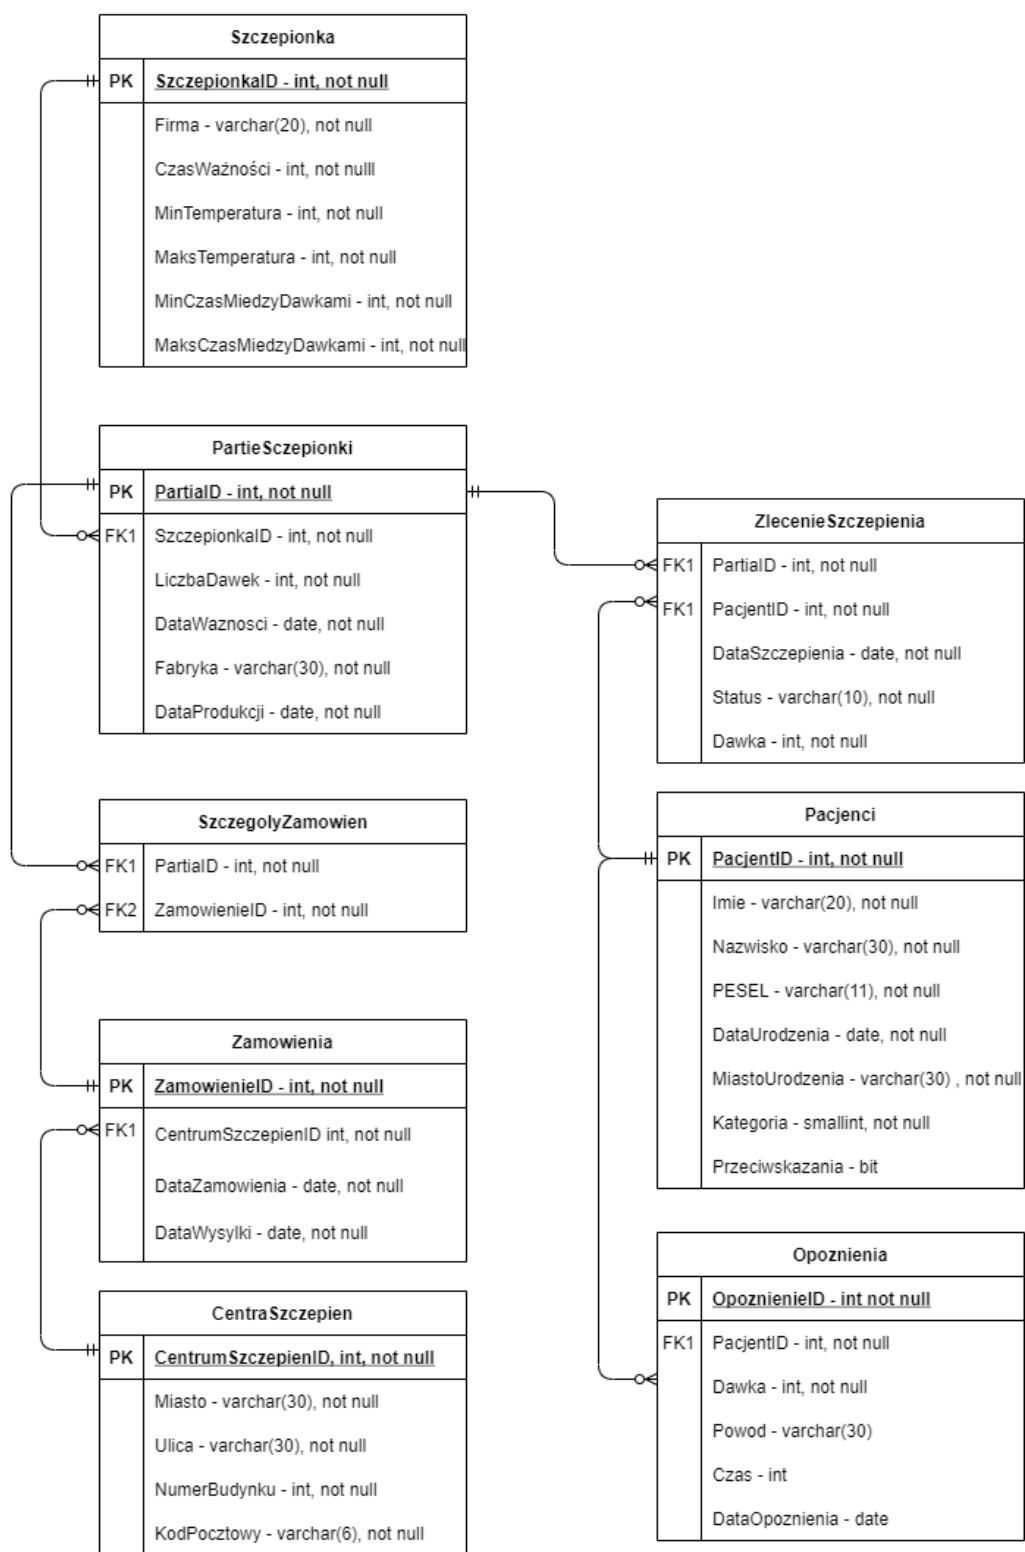 Szczepionka
PK SzczepionkaID - int, not null
Firma - varchar(20), not null
CzasWażności - int, not nulll
MinTemperatura - int, not null
MaksTemperatura - int, not null
MinCzasMiedzyDawkami - int, not null
MaksCzasMiedzyDawkami - int, not null
PartieSczepionki
PK PartiaID - int, not null
FK1 SzczepionkaID - int, not null
LiczbaDawek - int, not null
DataWaznosci - date, not null
Fabryka - varchar(30), not null
DataProdukcji - date, not null
SzczegolyZamowien
FK1 PartiaID - int, not null
FK2 ZamowienieID - int, not null
Zamowienia
PK ZamowienieID - int, not null
FK1 CentrumSzczepienID int, not null
DataZamowienia - date, not null
DataWysylki - date, not null
CentraSzczepien
PK CentrumSzczepienID, int, not null
Miasto - varchar(30), not null
Ulica - varchar(30), not null
NumerBudynku - int, not null
KodPocztowy - varchar(6), not null
ZlecenieSzczepienia
FK1 PartiaID - int, not null
FK1 PacjentID - int, not null
DataSzczepienia - date, not null
Status - varchar(10), not null
Dawka - int, not null
Pacjenci
PK PacjentID - int, not null
Imie - varchar(20), not null
Nazwisko - varchar(30), not null
PESEL - varchar(11), not null
DataUrodzenia - date, not null
MiastoUrodzenia - varchar(30) , not null
Kategoria - smallint, not null
Przeciwskazania - bit
Opoznienia
PK OpoznienieID - int not null
FK1 PacjentID - int, not null
Dawka - int, not null
Powod - varchar(30)
Czas - int
DataOpoznienia - date